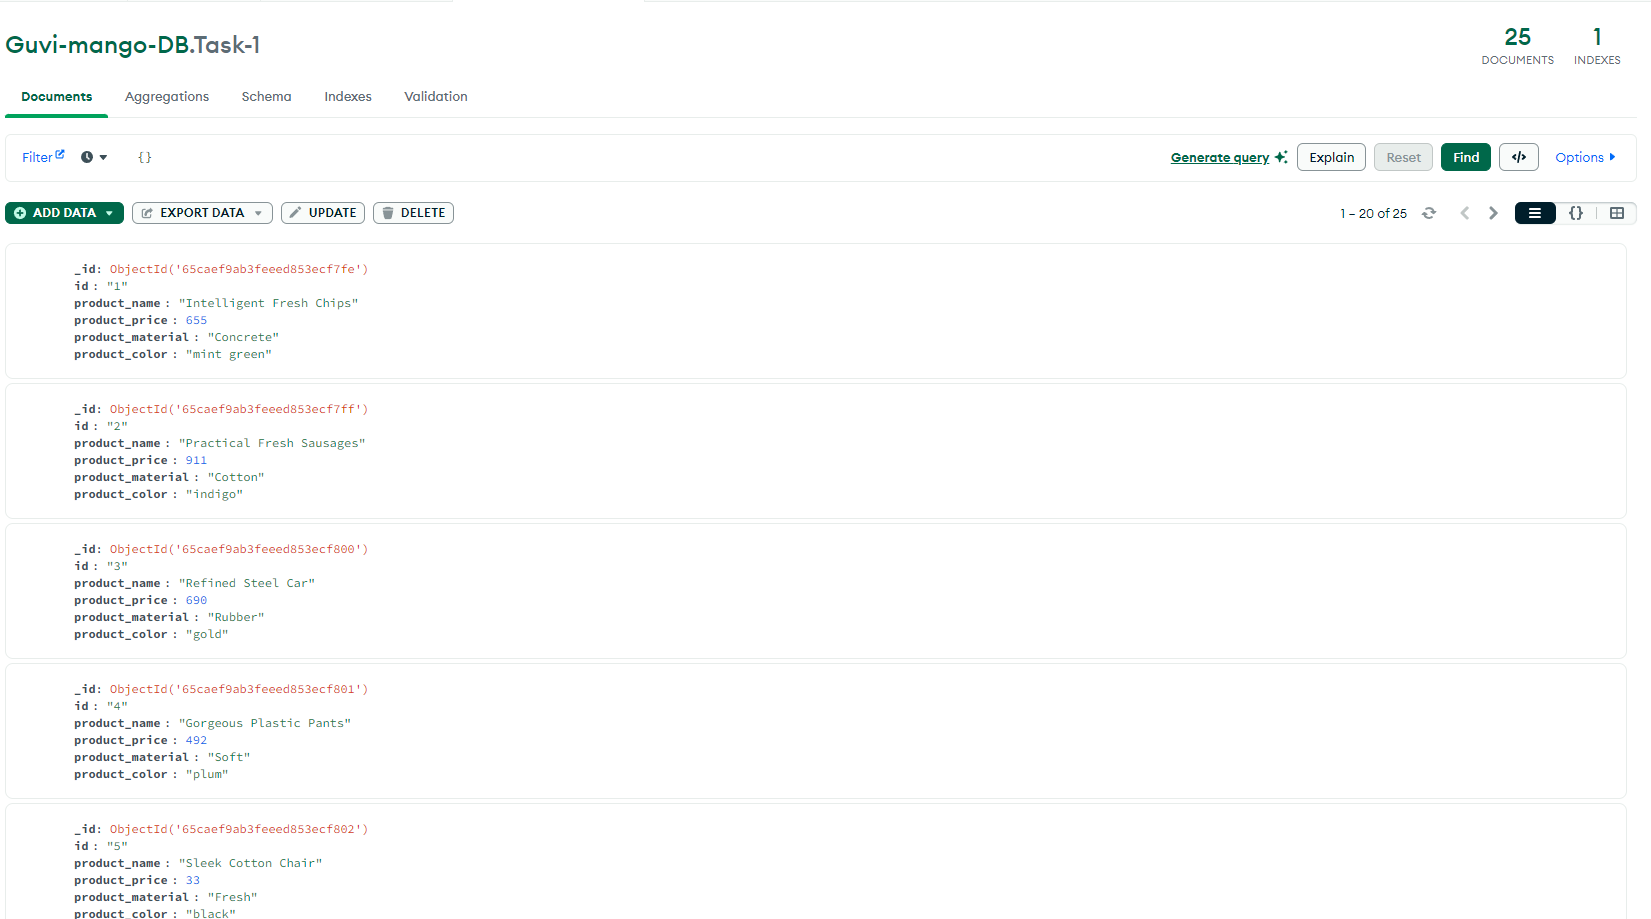 Guvi-mango-DB.Task-1
25 DOCUMENTS
1 INDEXES
Documents Aggregations Schema Indexes Validation
Filter {} Generate query Explain Reset Find </> Options
ADD DATA EXPORT DATA UPDATE DELETE 1 – 20 of 25 {}
_id: ObjectId('65caef9ab3feeed853ecf7fe')
id : "1"
product_name : "Intelligent Fresh Chips"
product_price : 655
product_material : "Concrete"
product_color : "mint green"
_id: ObjectId('65caef9ab3feeed853ecf7ff')
id : "2"
product_name : "Practical Fresh Sausages"
product_price : 911
product_material : "Cotton"
product_color : "indigo"
_id: ObjectId('65caef9ab3feeed853ecf800')
id : "3"
product_name : "Refined Steel Car"
product_price : 690
product_material : "Rubber"
product_color : "gold"
_id: ObjectId('65caef9ab3feeed853ecf801')
id : "4"
product_name : "Gorgeous Plastic Pants"
product_price : 492
product_material : "Soft"
product_color : "plum"
_id: ObjectId('65caef9ab3feeed853ecf802')
id : "5"
product_name : "Sleek Cotton Chair"
product_price : 33
product_material : "Fresh"
product_color : "black"